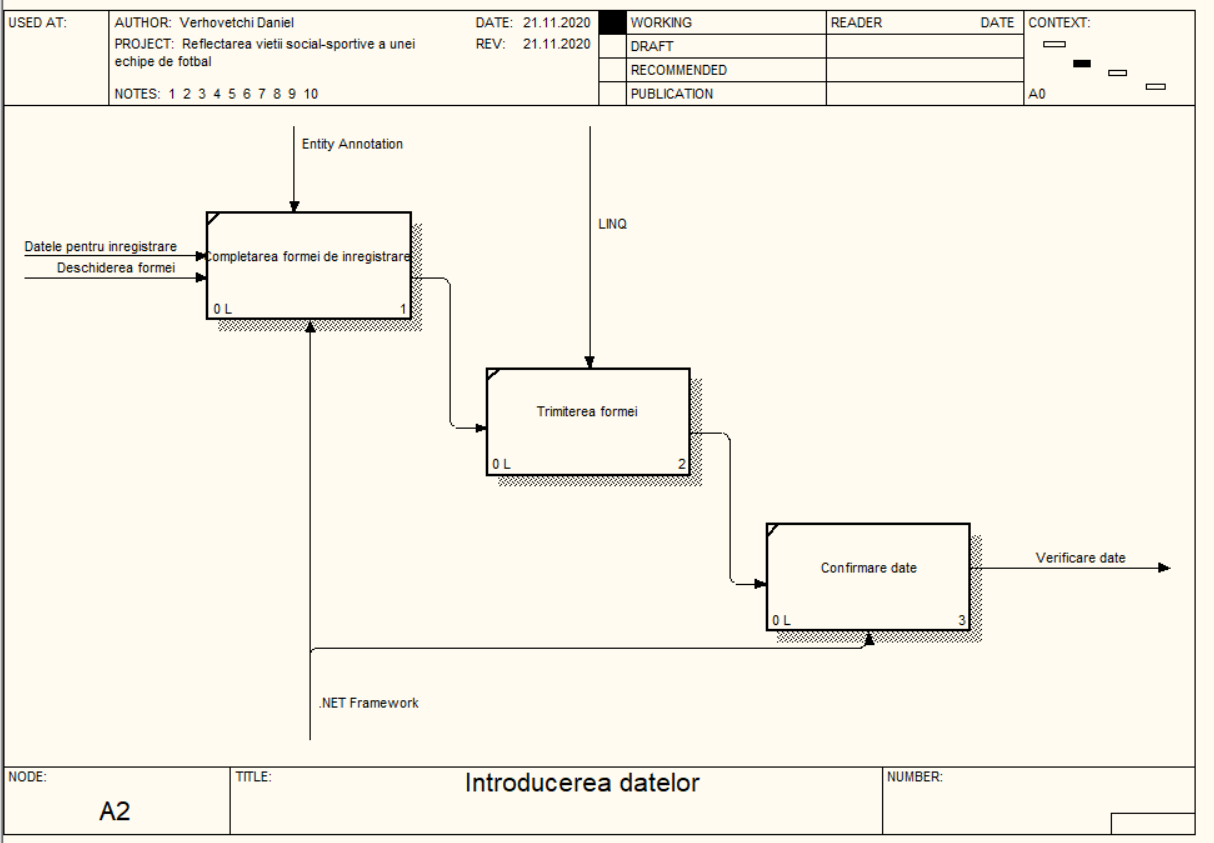 USED AT:
AUTHOR: Verhovetchi Daniel
DATE: 21.11.2020
PROJECT: Reflectarea vietii social-sportive a unei
echipe de fotbal
REV: 21.11.2020
NOTES: 1 2 3 4 5 6 7 8 9 10
WORKING
DRAFT
RECOMMENDED
PUBLICATION
READER DATE
CONTEXT:
A0
Entity Annotation
LINQ
Datele pentru inregistrare
Deschiderea formei
Completarea formei de inregistrare
0 L 1
Trimiterea formei
0 L 2
Confirmare date
0 L 3
Verificare date
.NET Framework
NODE:
A2
TITLE:
Introducerea datelor
NUMBER: